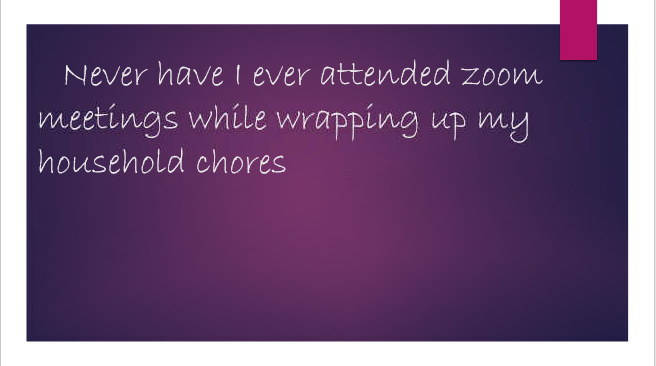 Never have I ever attended zoom
meetings while wrapping up my
household chores